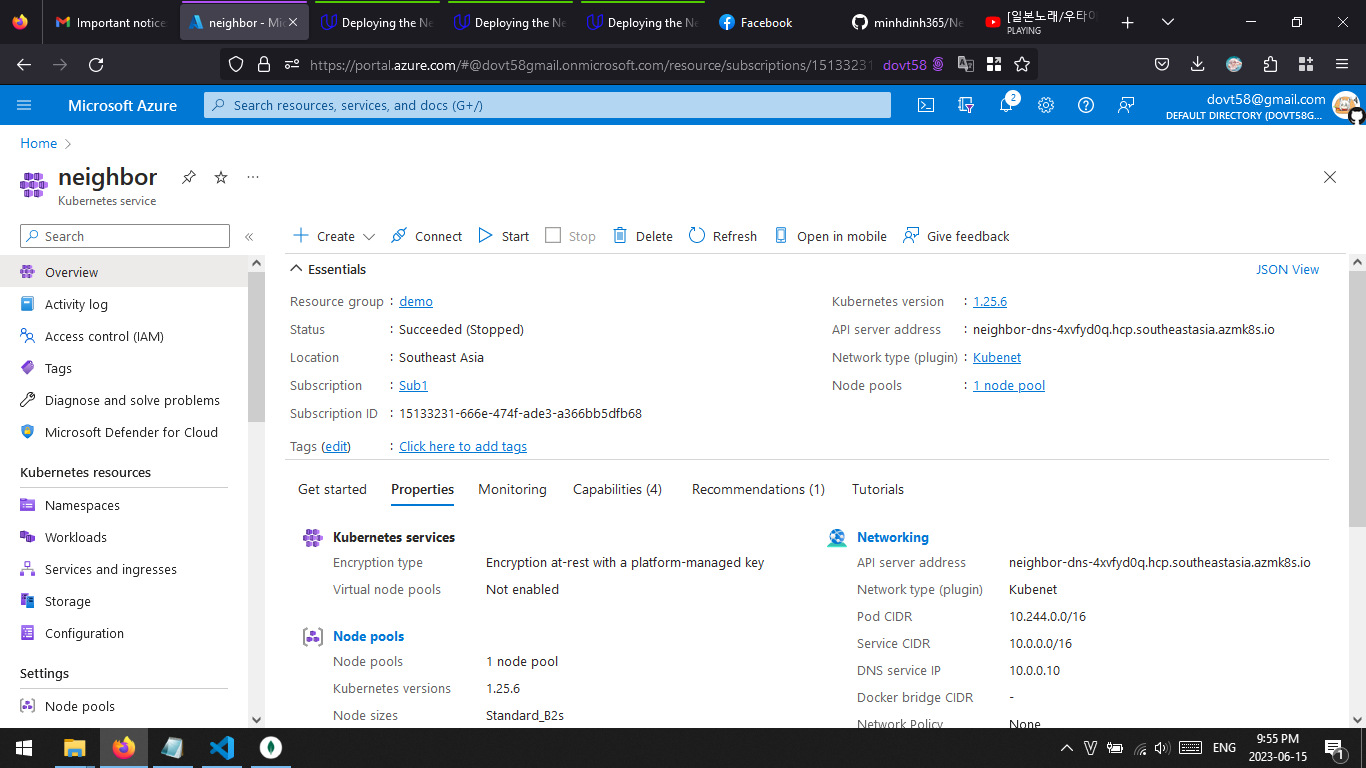 Important notice
neighbor - Mic
Deploying the Ne
Deploying the Ne
Deploying the Ne
Facebook
minhdinh365/Ne
[일본노래/우타이
PLAYING
https://portal.azure.com/#@dovt58gmail.onmicrosoft.com/resource/subscriptions/15133231
dovt58
Microsoft Azure
Search resources, services, and docs (G+/)
2
dovt58@gmail.com
DEFAULT DIRECTORY (DOVT58G...
Home
neighbor
Kubernetes service
Search
Create
Connect
Start
Stop
Delete
Refresh
Open in mobile
Give feedback
Overview
Activity log
Access control (IAM)
Tags
Diagnose and solve problems
Microsoft Defender for Cloud
Kubernetes resources
Namespaces
Workloads
Services and ingresses
Storage
Configuration
Settings
Node pools
Essentials
JSON View
Resource group : demo
Status : Succeeded (Stopped)
Location : Southeast Asia
Subscription : Sub1
Subscription ID : 15133231-666e-474f-ade3-a366bb5dfb68
Tags (edit) : Click here to add tags
Kubernetes version : 1.25.6
API server address : neighbor-dns-4xvfyd0q.hcp.southeastasia.azmk8s.io
Network type (plugin) : Kubenet
Node pools : 1 node pool
Get started
Properties
Monitoring
Capabilities (4)
Recommendations (1)
Tutorials
Kubernetes services
Encryption type Encryption at-rest with a platform-managed key
Virtual node pools Not enabled
Node pools
Node pools 1 node pool
Kubernetes versions 1.25.6
Node sizes Standard_B2s
Networking
API server address neighbor-dns-4xvfyd0q.hcp.southeastasia.azmk8s.io
Network type (plugin) Kubenet
Pod CIDR 10.244.0.0/16
Service CIDR 10.0.0.0/16
DNS service IP 10.0.0.10
Docker bridge CIDR -
Network Policy None
ENG
9:55 PM
2023-06-15
1